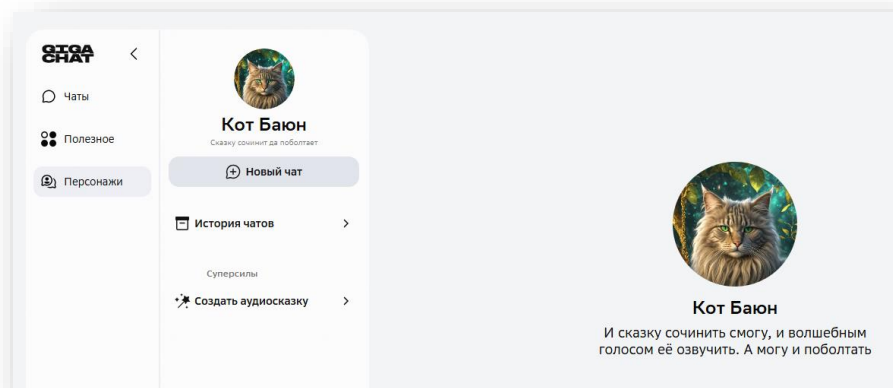 GIGA
CHAT
Чаты
Полезное
Персонажи
Кот Баюн
Сказку сочинит да поболтает
Новый чат
История чатов
Суперсилы
Создать аудиосказку
Кот Баюн
И сказку сочинить смогу, и волшебным
голосом её озвучить. А могу и поболтать